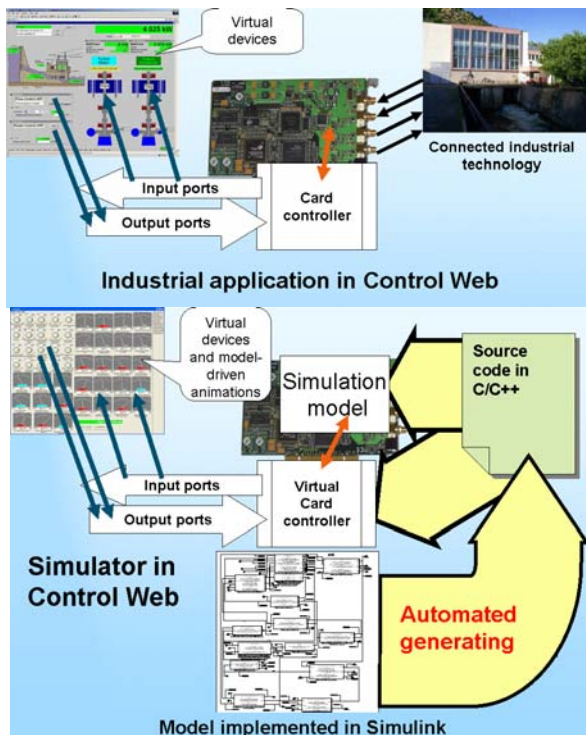 Virtual
devices
Connected industrial
technology
Input ports
Output ports
Card
controller
Industrial application in Control Web
Virtual
devices
and model-
driven
animations
Simulation
model
Source
code in
C/C++
Input ports
Output ports
Virtual
Card
controller
Simulator in
Control Web
Automated
generating
Model implemented in Simulink